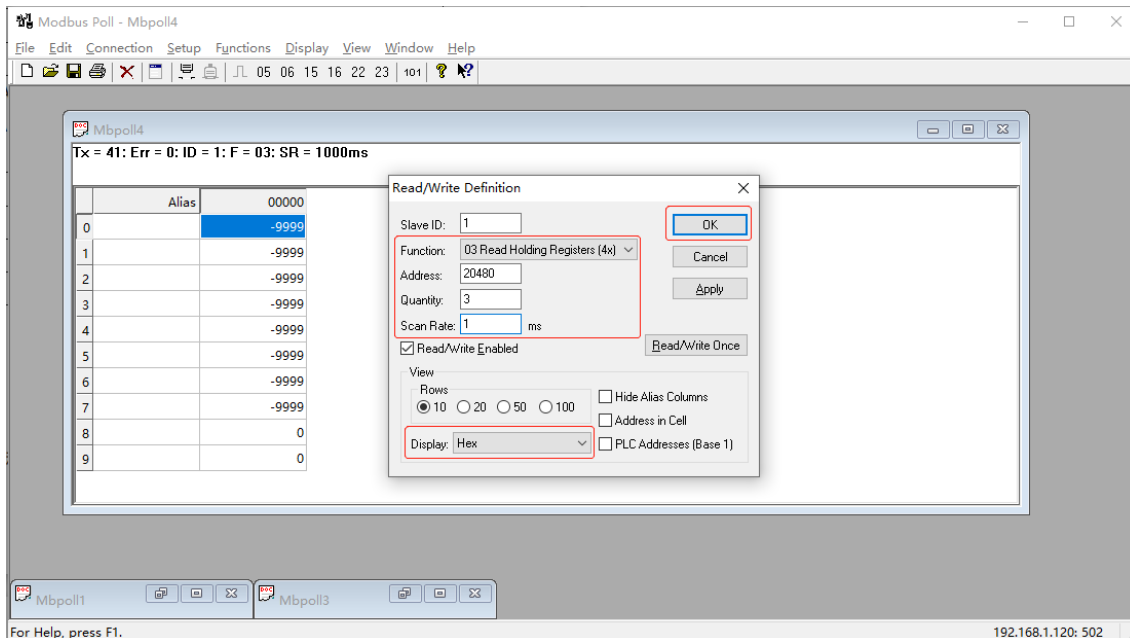 Modbus Poll - Mbpoll4
File Edit Connection Setup Functions Display View Window Help
05 06 15 16 22 23 101
Mbpoll4
Tx = 41: Err = 0: ID = 1: F = 03: SR = 1000ms
Alias 00000
0 -9999
1 -9999
2 -9999
3 -9999
4 -9999
5 -9999
6 -9999
7 -9999
8 0
9 0
Read/Write Definition
Slave ID: 1
OK
Function: 03 Read Holding Registers (4x)
Cancel
Address: 20480
Apply
Quantity: 3
Scan Rate: 1 ms
Read/Write Enabled
Read/Write Once
View
Rows
10 20 50 100
Hide Alias Columns
Address in Cell
Display: Hex
PLC Addresses (Base 1)
Mbpoll1
Mbpoll3
For Help, press F1.
192.168.1.120: 502